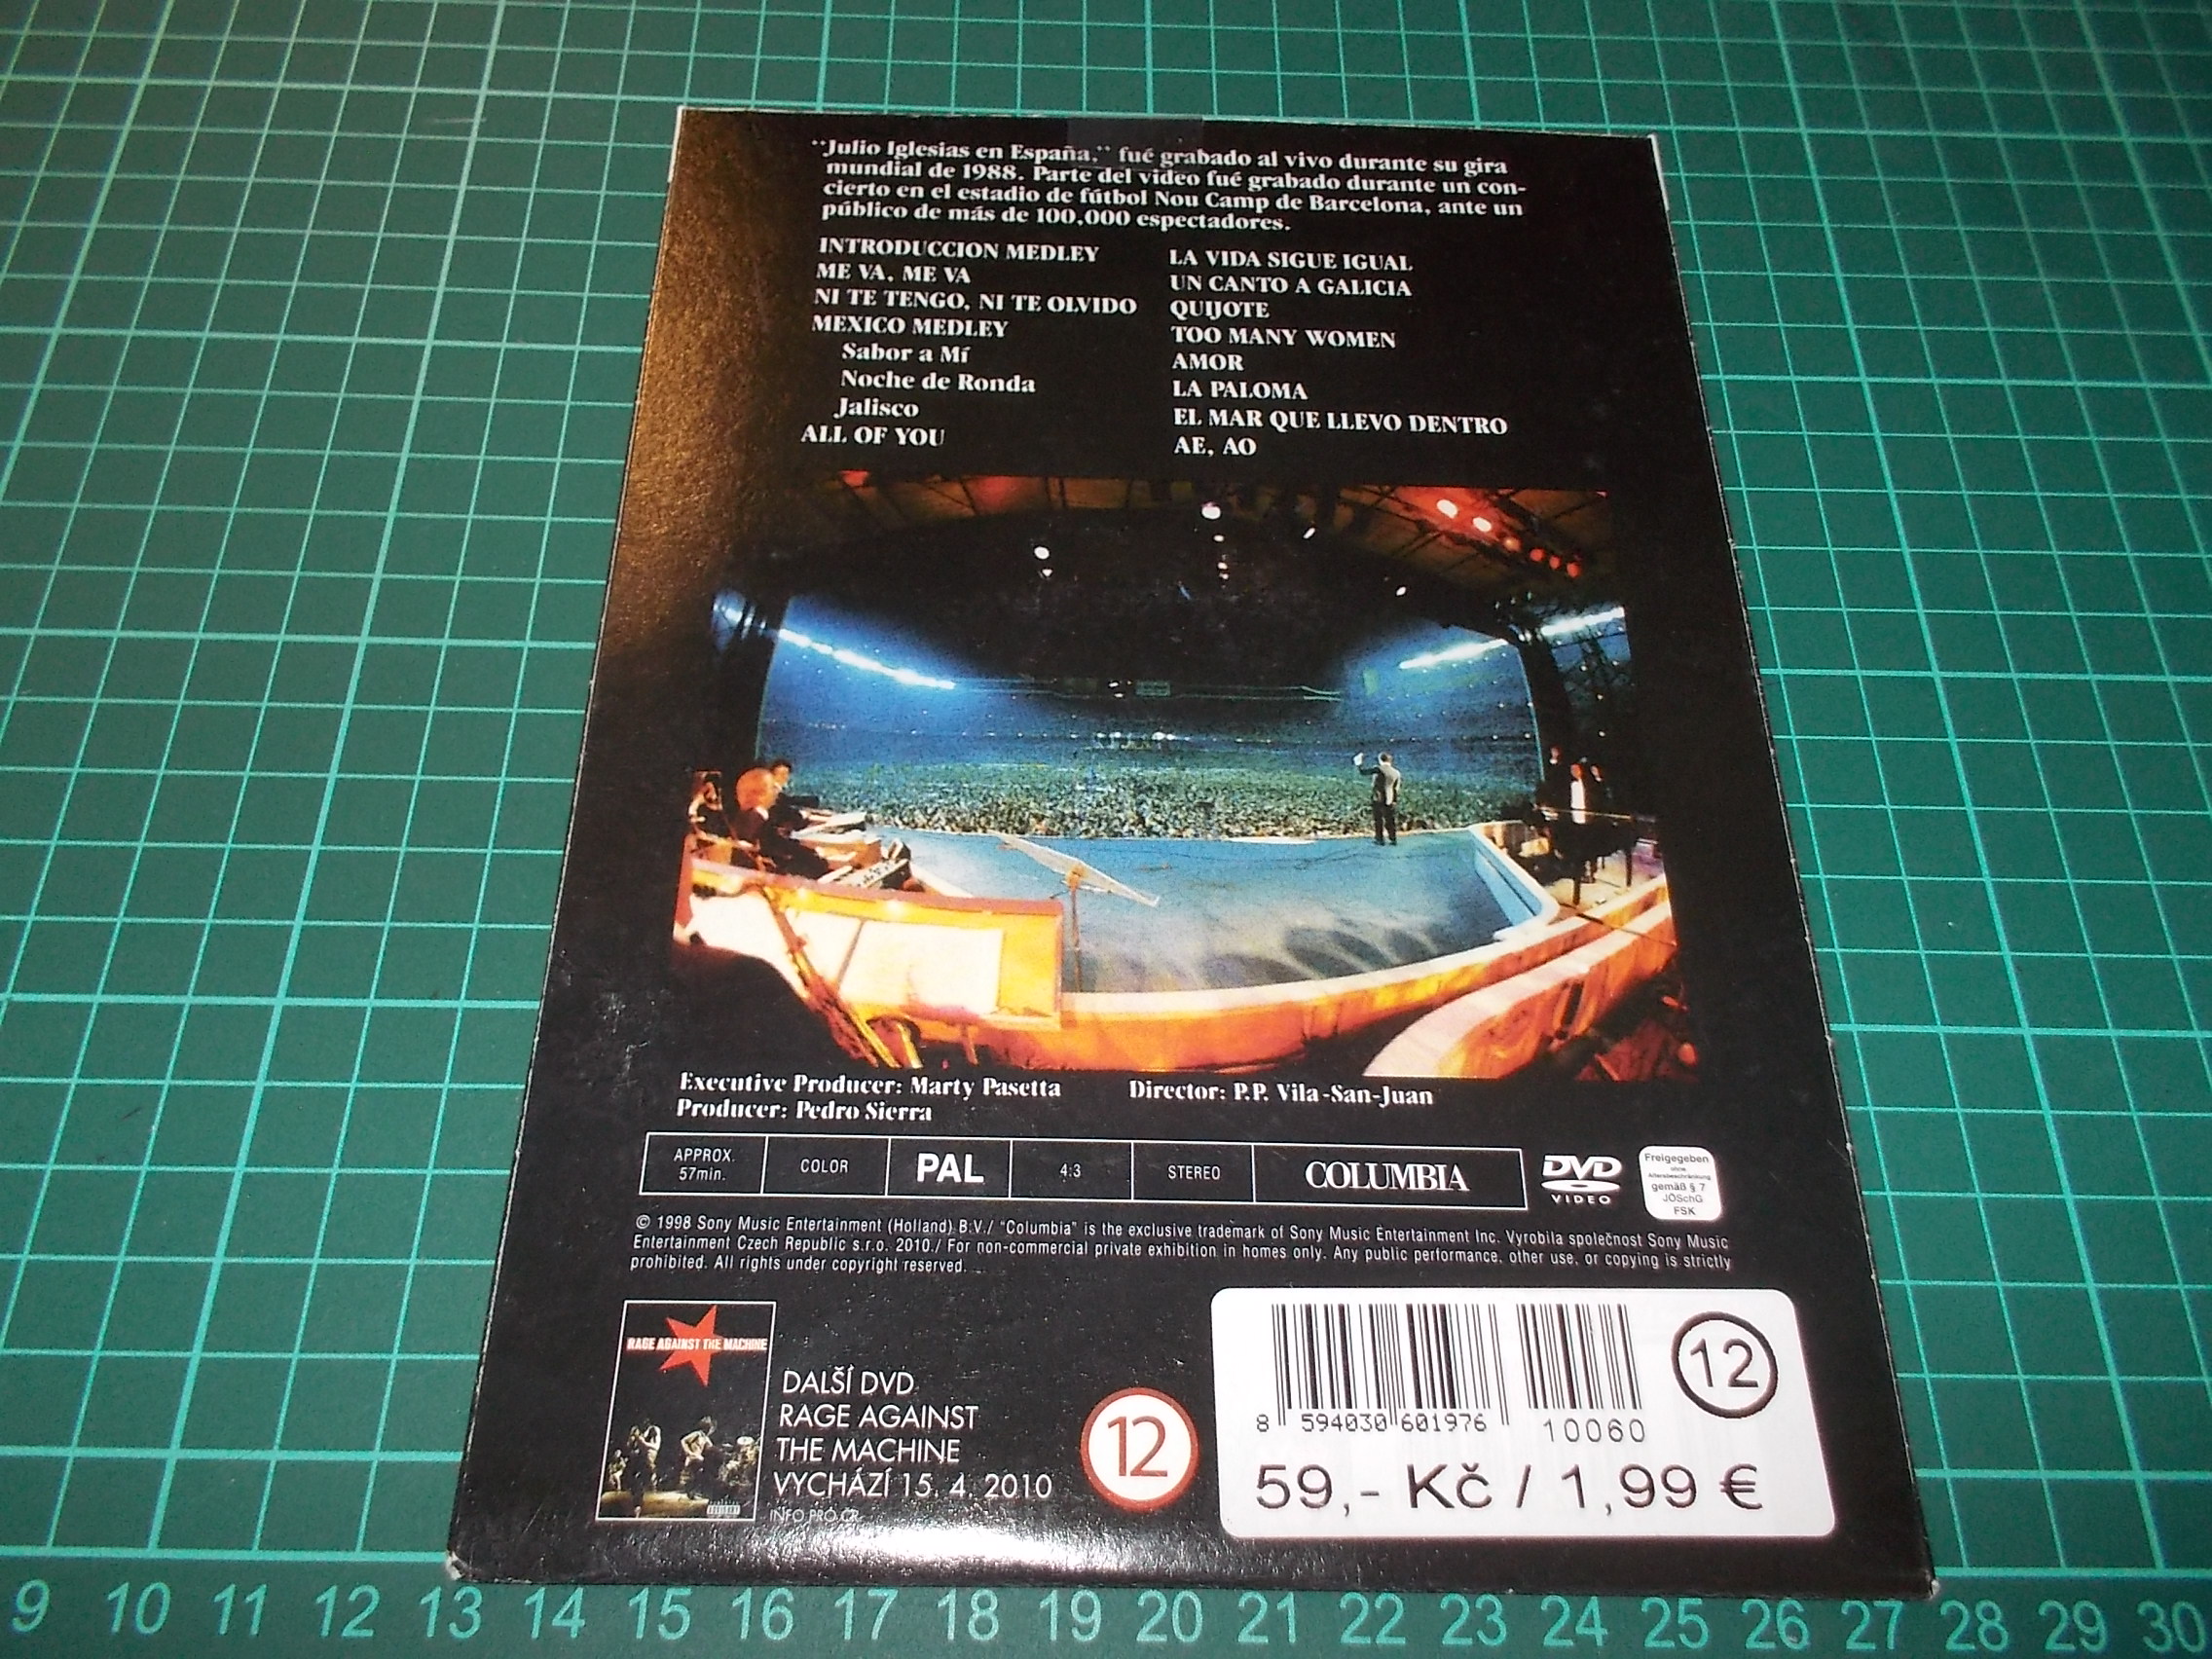 “Julio Iglesias en España,” fué grabado al vivo durante su gira
mundial de 1988. Parte del video fué grabado durante un con-
cierto en el estadio de fútbol Nou Camp de Barcelona, ante un
público de más de 100,000 espectadores.
INTRODUCCION MEDLEY
ME VA, ME VA
NI TE TENGO, NI TE OLVIDO
MEXICO MEDLEY
Sabor a Mí
Noche de Ronda
Jalisco
ALL OF YOU
LA VIDA SIGUE IGUAL
UN CANTO A GALICIA
QUIJOTE
TOO MANY WOMEN
AMOR
LA PALOMA
EL MAR QUE LLEVO DENTRO
AE, AO
Executive Producer: Marty Pasetta
Producer: Pedro Sierra
Director: P.P. Vila-San-Juan
APPROX.
57min.
COLOR
PAL
4:3
STEREO
COLUMBIA
DVD
VIDEO
Freigegeben
ohne
Altersbeschränkung
gemäß § 7
JÖSchG
FSK
© 1998 Sony Music Entertainment (Holland) B.V./ "Columbia" is the exclusive trademark of Sony Music Entertainment Inc. Vyrobila společnost Sony Music
Entertainment Czech Republic s.r.o. 2010./ For non-commercial private exhibition in homes only. Any public performance, other use, or copying is strictly
prohibited. All rights under copyright reserved.
RAGE AGAINST THE MACHINE
DALŠÍ DVD
RAGE AGAINST
THE MACHINE
VYCHÁZÍ 15. 4. 2010
INFO PRO ČR
12
8 594030 601976
10060
12
59,- Kč / 1,99 €
9 10 11 12 13 14 15 16 17 18 19 20 21 22 23 24 25 26 27 28 29 30